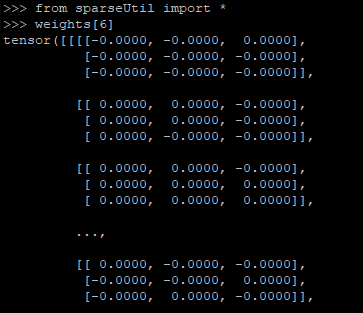 >>> from sparseUtil import *
>>> weights[6]
tensor([[[[-0.0000, -0.0000,  0.0000],
          [-0.0000, -0.0000, -0.0000],
          [-0.0000, -0.0000, -0.0000]],
         [[ 0.0000, -0.0000, -0.0000],
          [ 0.0000,  0.0000, -0.0000],
          [ 0.0000,  0.0000, -0.0000]],
         [[ 0.0000,  0.0000, -0.0000],
          [ 0.0000,  0.0000,  0.0000],
          [ 0.0000,  0.0000,  0.0000]],
         ...,
         [[ 0.0000, -0.0000, -0.0000],
          [-0.0000, -0.0000,  0.0000],
          [-0.0000,  0.0000, -0.0000]],